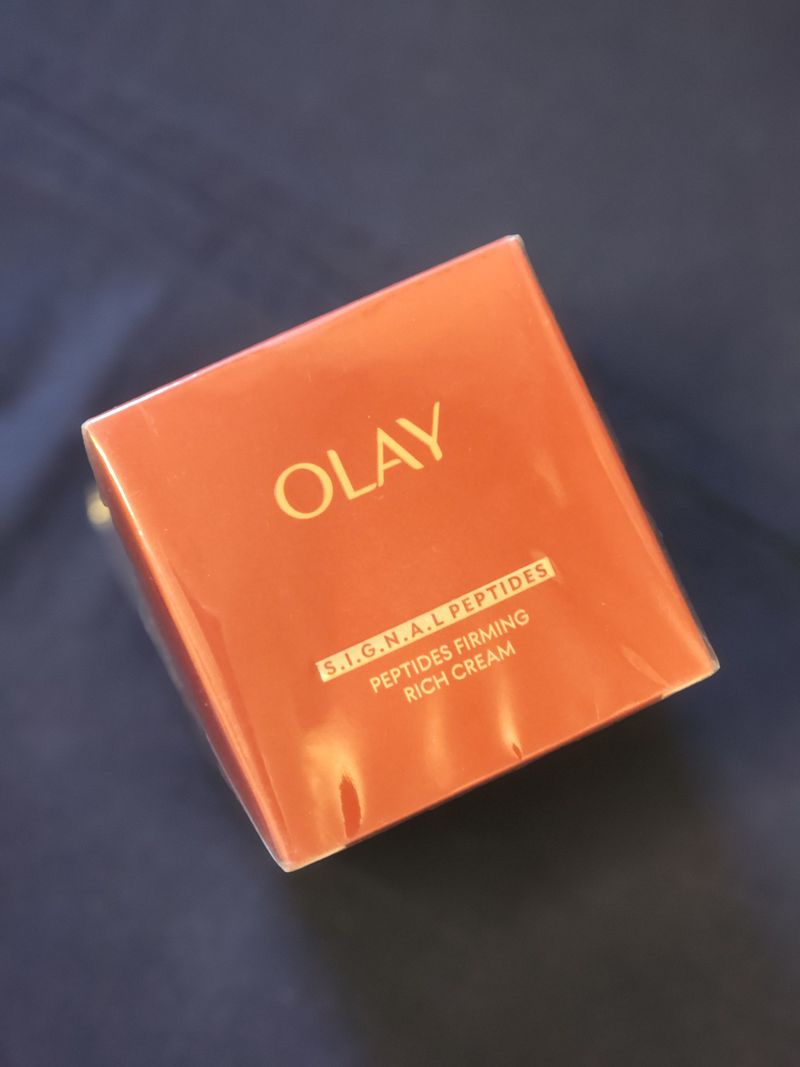 OLAY
S.I.G.N.A.L PEPTIDES
PEPTIDES FIRMING
RICH CREAM